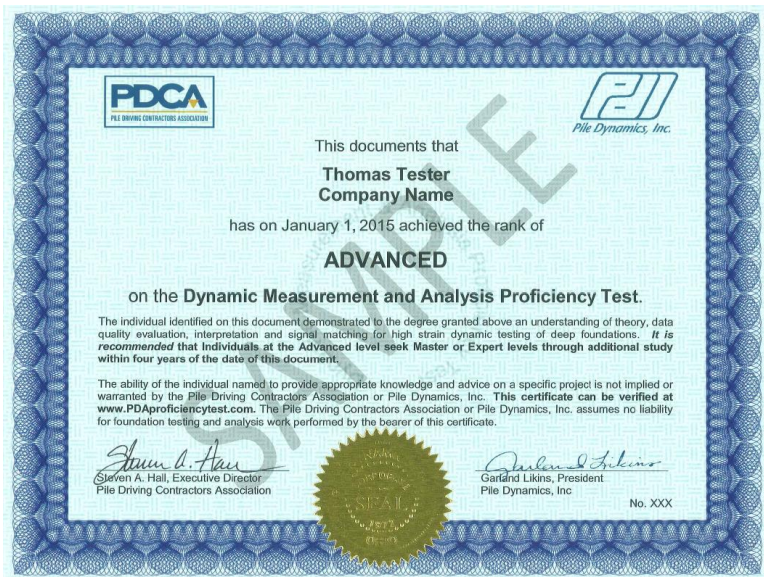 PDCA
PILE DRIVING CONTRACTORS ASSOCIATION
PDI
Pile Dynamics, Inc.
This documents that
Thomas Tester
Company Name
has on January 1, 2015 achieved the rank of
ADVANCED
on the Dynamic Measurement and Analysis Proficiency Test.
The individual identified on this document demonstrated to the degree granted above an understanding of theory, data
quality evaluation, interpretation and signal matching for high strain dynamic testing of deep foundations. It is
recommended that Individuals at the Advanced level seek Master or Expert levels through additional study
within four years of the date of this document.
The ability of the individual named to provide appropriate knowledge and advice on a specific project is not implied or
warranted by the Pile Driving Contractors Association or Pile Dynamics, Inc. This certificate can be verified at
www.PDAproficiencytest.com. The Pile Driving Contractors Association or Pile Dynamics, Inc. assumes no liability
for foundation testing and analysis work performed by the bearer of this certificate.
SAMPLE
Steven A. Hall
Steven A. Hall, Executive Director
Pile Driving Contractors Association
SEAL
1972
Garland Likins
Garland Likins, President
Pile Dynamics, Inc
No. XXX